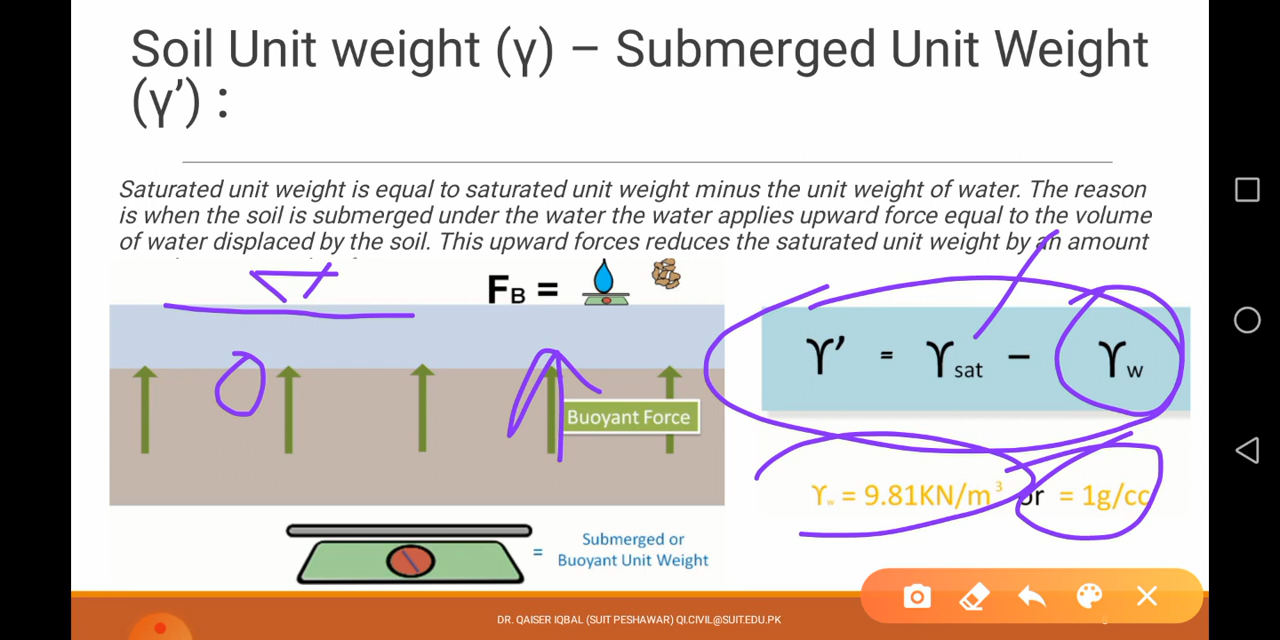 Soil Unit weight (γ) – Submerged Unit Weight
(γ’) :
Saturated unit weight is equal to saturated unit weight minus the unit weight of water. The reason
is when the soil is submerged under the water the water applies upward force equal to the volume
of water displaced by the soil. This upward forces reduces the saturated unit weight by an amount
FB =
ϒ’ = ϒsat – ϒw
Buoyant Force
ϒw = 9.81KN/m³ or = 1g/cc
= Submerged or
Buoyant Unit Weight
DR. QAISER IQBAL (SUIT PESHAWAR) QI.CIVIL@SUIT.EDU.PK